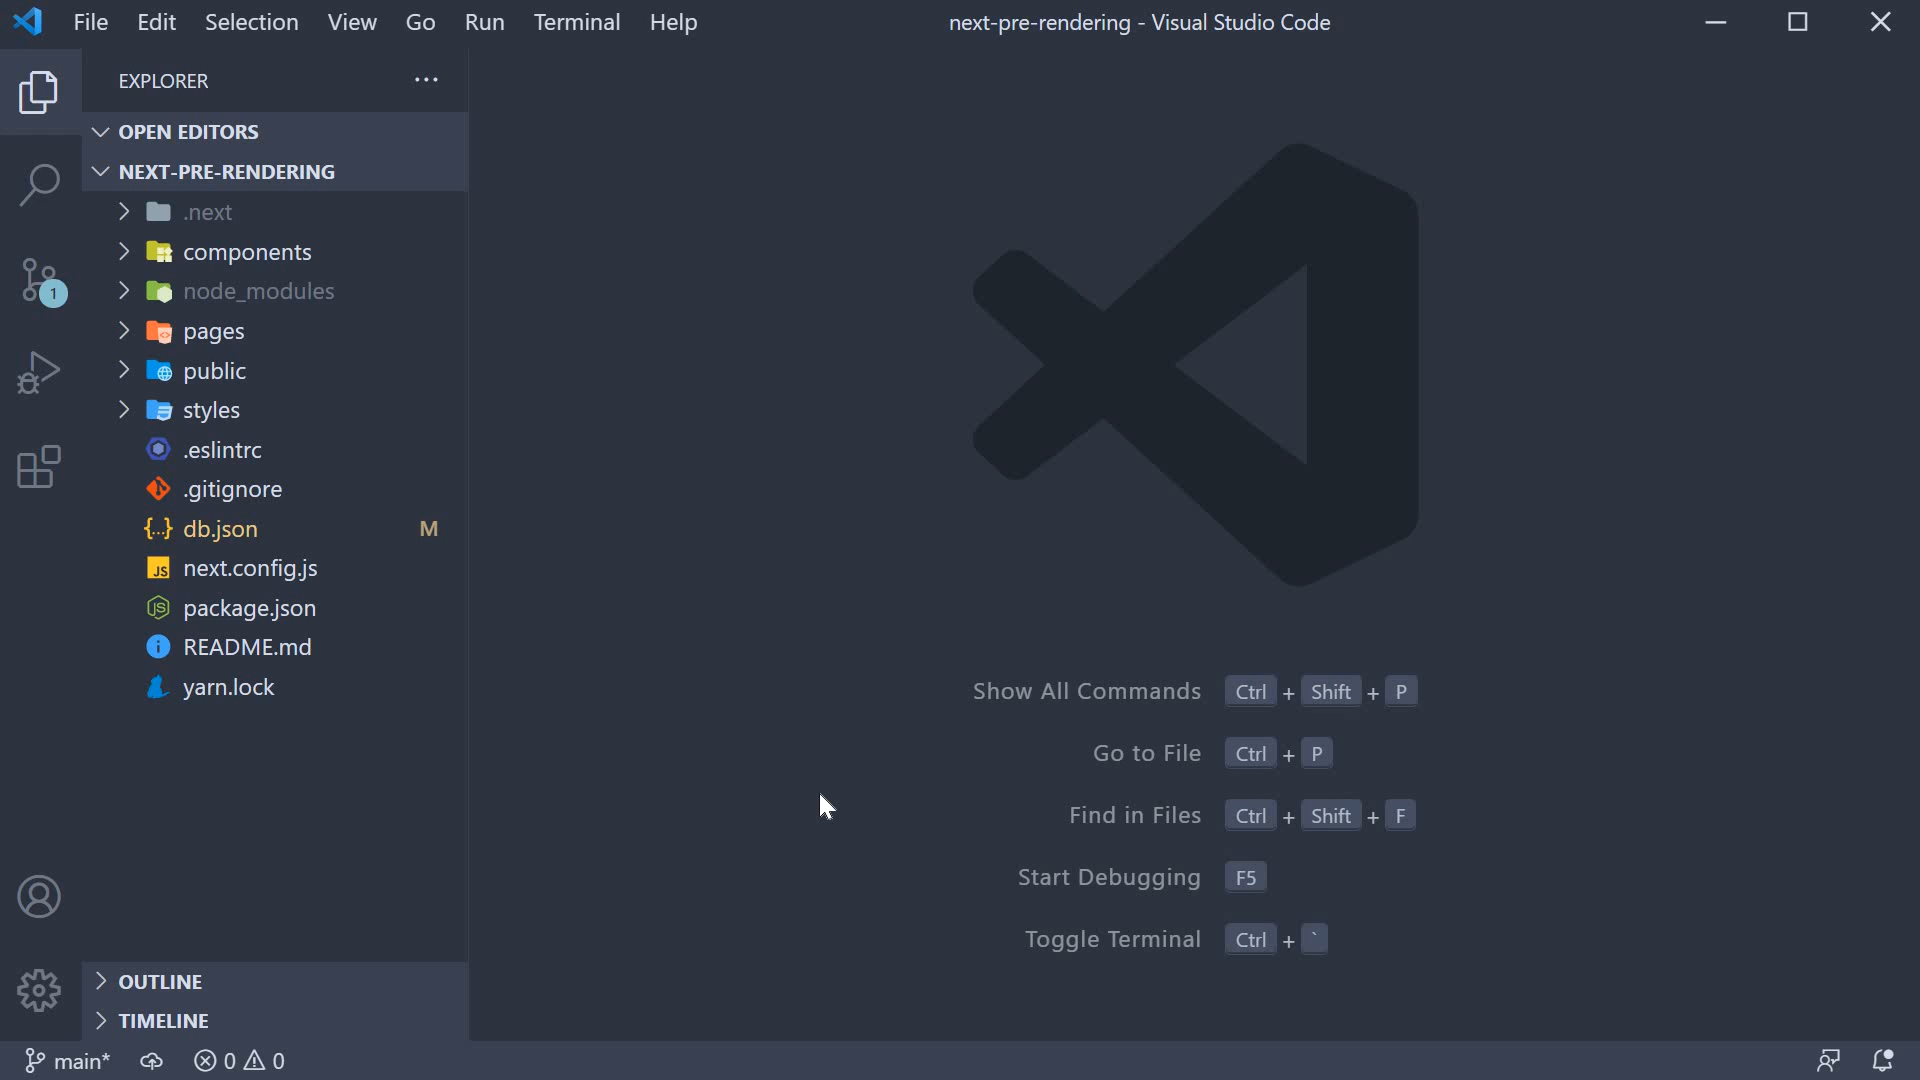 File Edit Selection View Go Run Terminal Help
next-pre-rendering - Visual Studio Code
EXPLORER
OPEN EDITORS
NEXT-PRE-RENDERING
.next
components
node_modules
pages
public
styles
.eslintrc
.gitignore
{...} db.json M
JS next.config.js
package.json
README.md
yarn.lock
1
Show All Commands Ctrl + Shift + P
Go to File Ctrl + P
Find in Files Ctrl + Shift + F
Start Debugging F5
Toggle Terminal Ctrl + `
OUTLINE
TIMELINE
main* 0 0